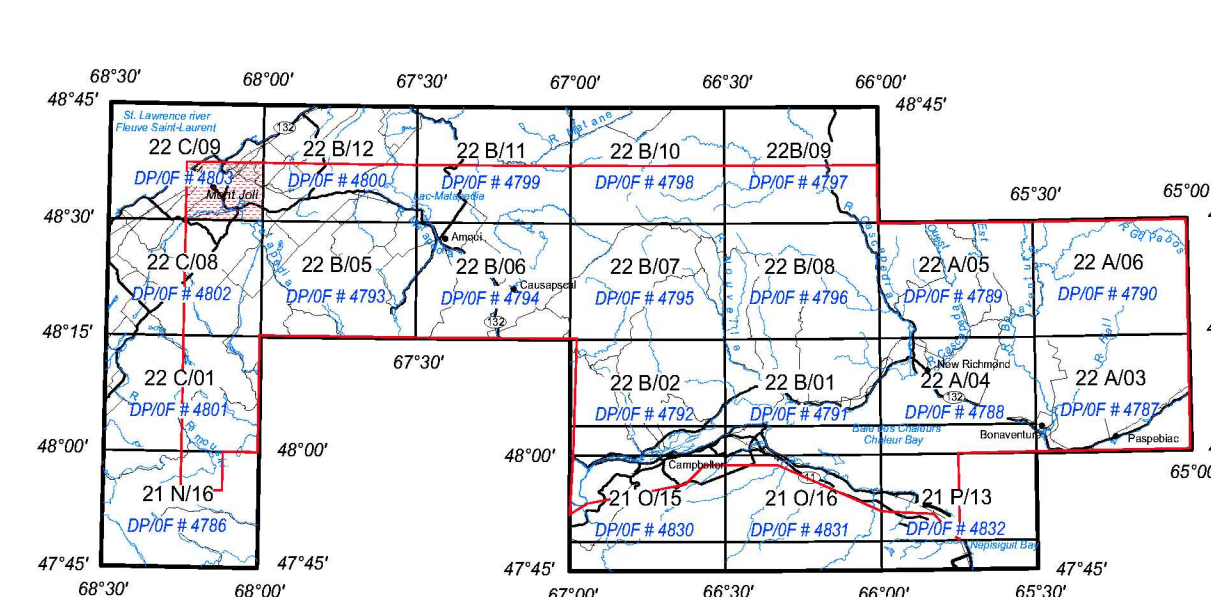 68°30' 68°00' 67°30' 67°00' 66°30' 66°00'
48°45' 48°45'
St. Lawrence river
Fleuve Saint-Laurent
132
R Matane
22 C/09 22 B/12 22 B/11 22 B/10 22B/09
DP/0F # 4803 DP/0F # 4800 DP/0F # 4799 DP/0F # 4798 DP/0F # 4797
Mont Joli
Lac-Matapedia
65°30' 65°00'
48°30'
Amqui
R Cascapedia
Ouest
Est
R Gd Pabos
22 C/08 22 B/05 22 B/06 22 B/07 22 B/08 22 A/05 22 A/06
DP/0F # 4802 DP/0F # 4793 DP/0F # 4794 DP/0F # 4795 DP/0F # 4796 DP/0F # 4789 DP/0F # 4790
Causapscal
132
R Nouvelle
R Hall
48°15'
67°30'
New Richmond
22 C/01 22 B/02 22 B/01 22 A/04 22 A/03
DP/0F # 4801 DP/0F # 4792 DP/0F # 4791 DP/0F # 4788 DP/0F # 4787
132
Baie des Chaleurs
Chaleur Bay
Bonaventure
Paspebiac
48°00' 48°00' 48°00'
Campbellton
65°00'
11
21 N/16 21 O/15 21 O/16 21 P/13
DP/0F # 4786 DP/0F # 4830 DP/0F # 4831 DP/0F # 4832
Nepisiguit Bay
47°45' 47°45' 47°45' 47°45'
68°30' 68°00' 67°00' 66°30' 66°00' 65°30'